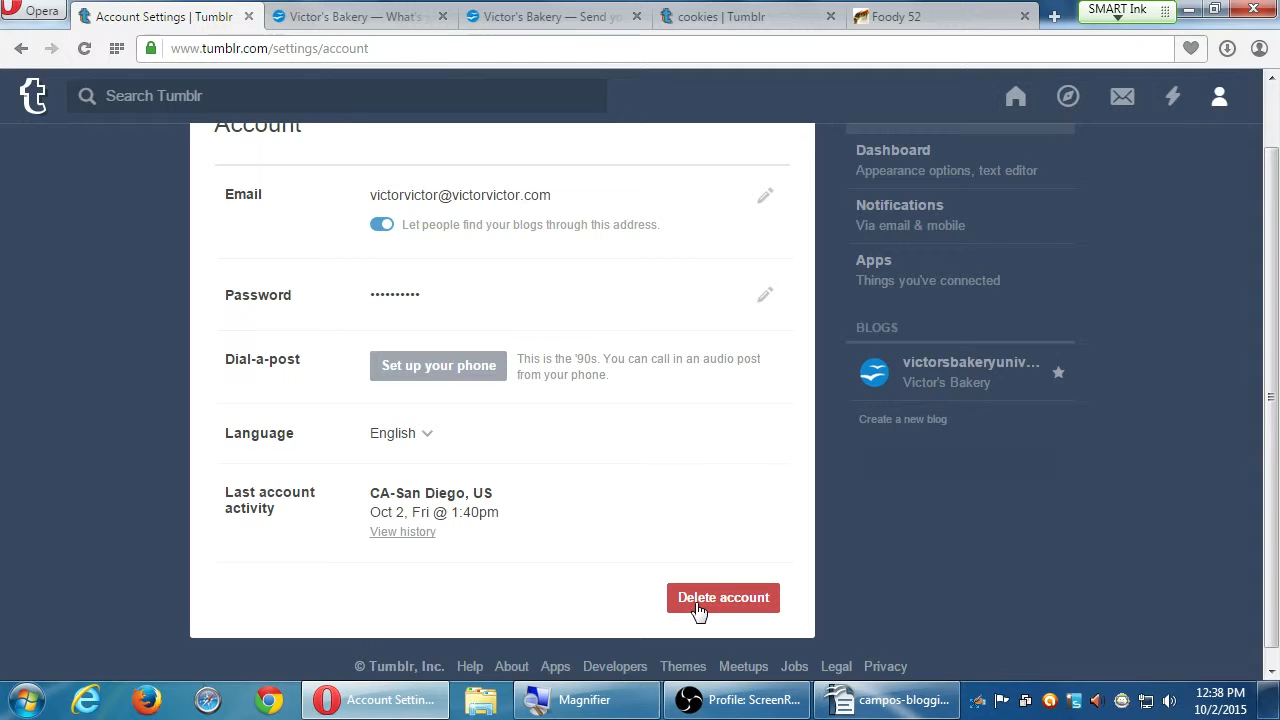 Opera
Account Settings | Tumblr
Victor's Bakery — What's y
Victor's Bakery — Send yo
cookies | Tumblr
Foody 52
SMART Ink
www.tumblr.com/settings/account
Search Tumblr
Account
Email
victorvictor@victorvictor.com
Let people find your blogs through this address.
Password
••••••••••
Dial-a-post
Set up your phone
This is the '90s. You can call in an audio post
from your phone.
Language
English
Last account
activity
CA-San Diego, US
Oct 2, Fri @ 1:40pm
View history
Delete account
Dashboard
Appearance options, text editor
Notifications
Via email & mobile
Apps
Things you've connected
BLOGS
victorsbakeryuniv...
Victor's Bakery
Create a new blog
© Tumblr, Inc. Help About Apps Developers Themes Meetups Jobs Legal Privacy
Account Settin...
Magnifier
Profile: ScreenR...
campos-bloggi...
12:38 PM
10/2/2015